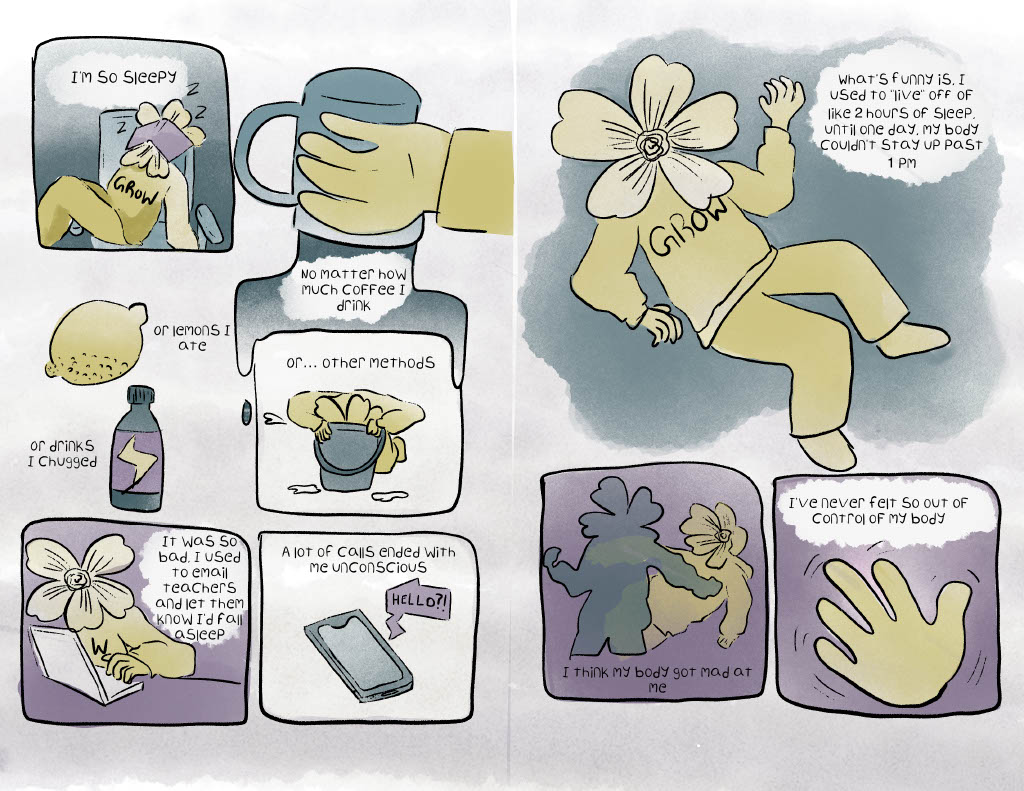 I'm so sleepy
z
z
z
GROW
No matter how
much coffee I
drink
or lemons I
ate
or... other methods
or drinks
I chugged
It was so
bad. I used
to email
teachers
and let them
know I'd fall
asleep
W
A lot of calls ended with
me unconscious
HELLO?!
What's funny is, I
used to "live" off of
like 2 hours of sleep.
until one day, my body
couldn't stay up past
1 pm
GROW
I think my body got mad at
me
I've never felt so out of
control of my body